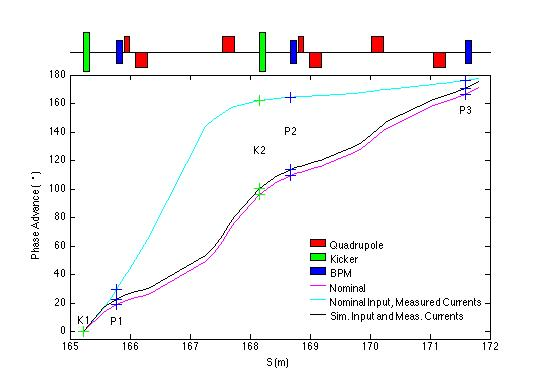 180
160
140
120
100
80
60
40
20
0
Phase Advance ( ° )
P2
K2
P3
K1
P1
Quadrupole
Kicker
BPM
Nominal
Nominal Input, Measured Currents
Sim. Input and Meas. Currents
165 166 167 168 169 170 171 172
S (m)